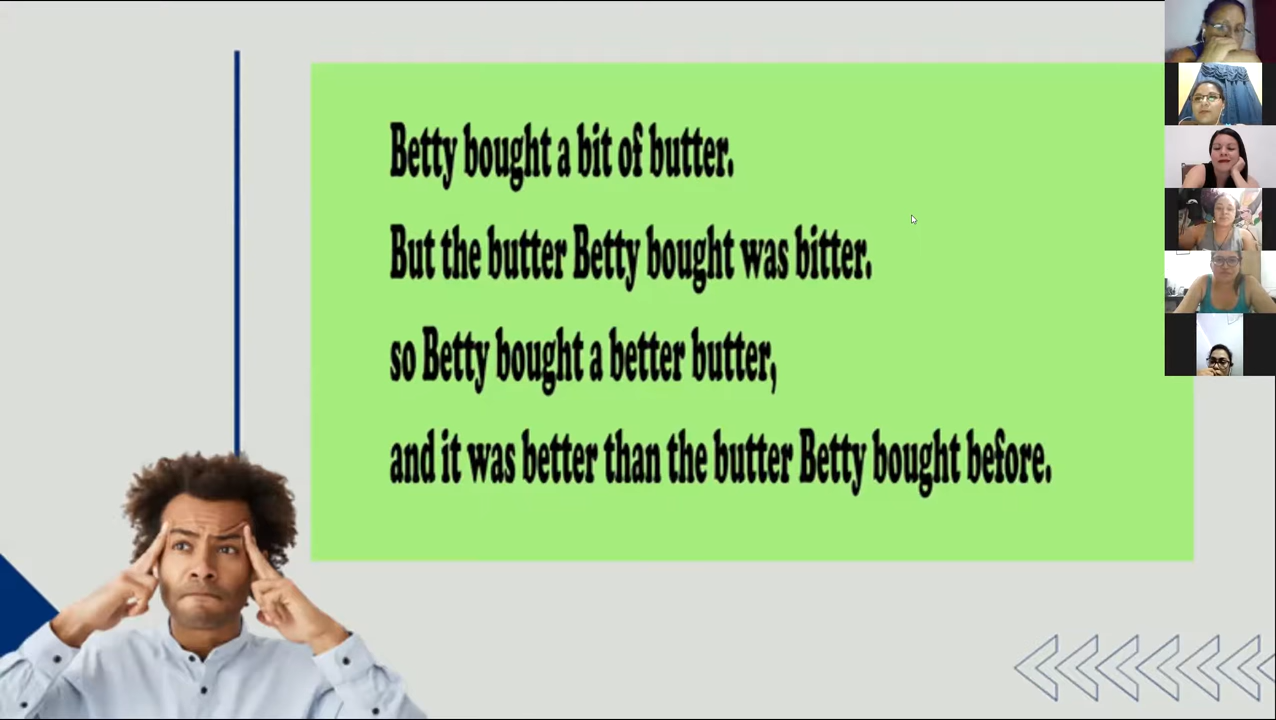 Betty bought a bit of butter.
But the butter Betty bought was bitter.
so Betty bought a better butter,
and it was better than the butter Betty bought before.